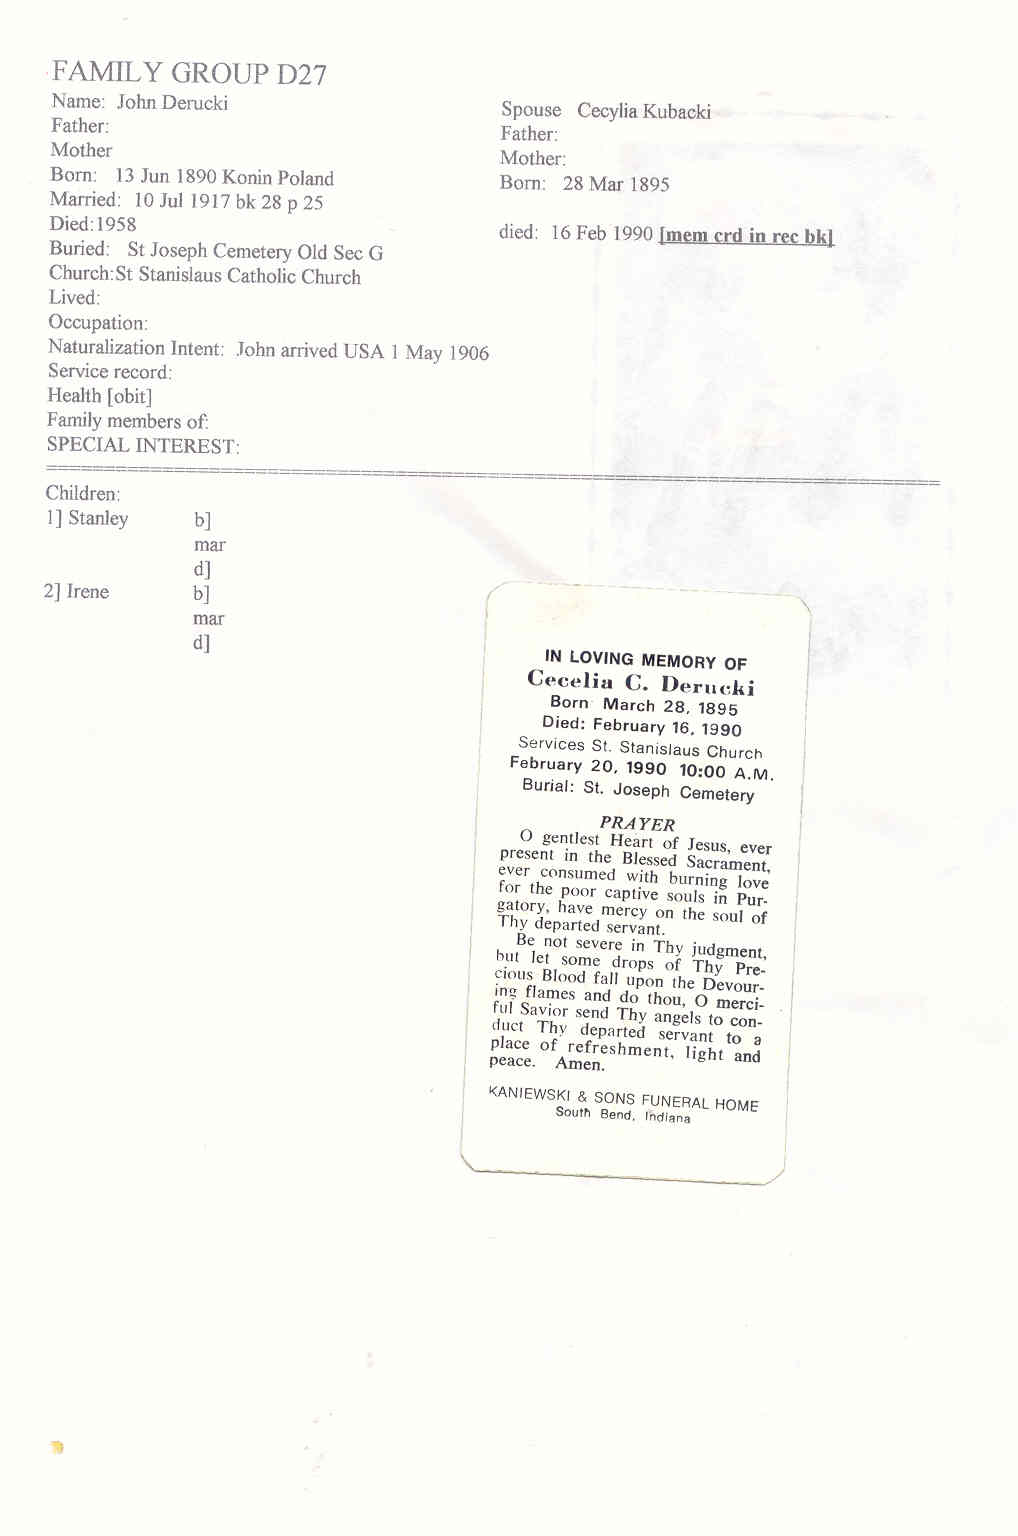 FAMILY GROUP D27
Name: John Derucki
Father:
Mother
Born: 13 Jun 1890 Konin Poland
Married: 10 Jul 1917 bk 28 p 25
Died:1958
Buried: St Joseph Cemetery Old Sec G
Church:St Stanislaus Catholic Church
Lived:
Occupation:
Naturalization Intent: John arrived USA 1 May 1906
Service record:
Health [obit]
Family members of:
SPECIAL INTEREST:
Spouse Cecylia Kubacki
Father:
Mother:
Born: 28 Mar 1895
died: 16 Feb 1990 [mem crd in rec bk]
Children:
1] Stanley b]
mar
d]
2] Irene b]
mar
d]
IN LOVING MEMORY OF
Cecelia C. Derucki
Born March 28, 1895
Died: February 16, 1990
Services St. Stanislaus Church
February 20, 1990 10:00 A.M.
Burial: St. Joseph Cemetery
PRAYER
O gentlest Heart of Jesus, ever
present in the Blessed Sacrament,
ever consumed with burning love
for the poor captive souls in Pur-
gatory, have mercy on the soul of
Thy departed servant.
Be not severe in Thy judgment,
but let some drops of Thy Pre-
cious Blood fall upon the Devour-
ing flames and do thou, O merci-
ful Savior send Thy angels to con-
duct Thy departed servant to a
place of refreshment, light and
peace. Amen.
KANIEWSKI & SONS FUNERAL HOME
South Bend, Indiana